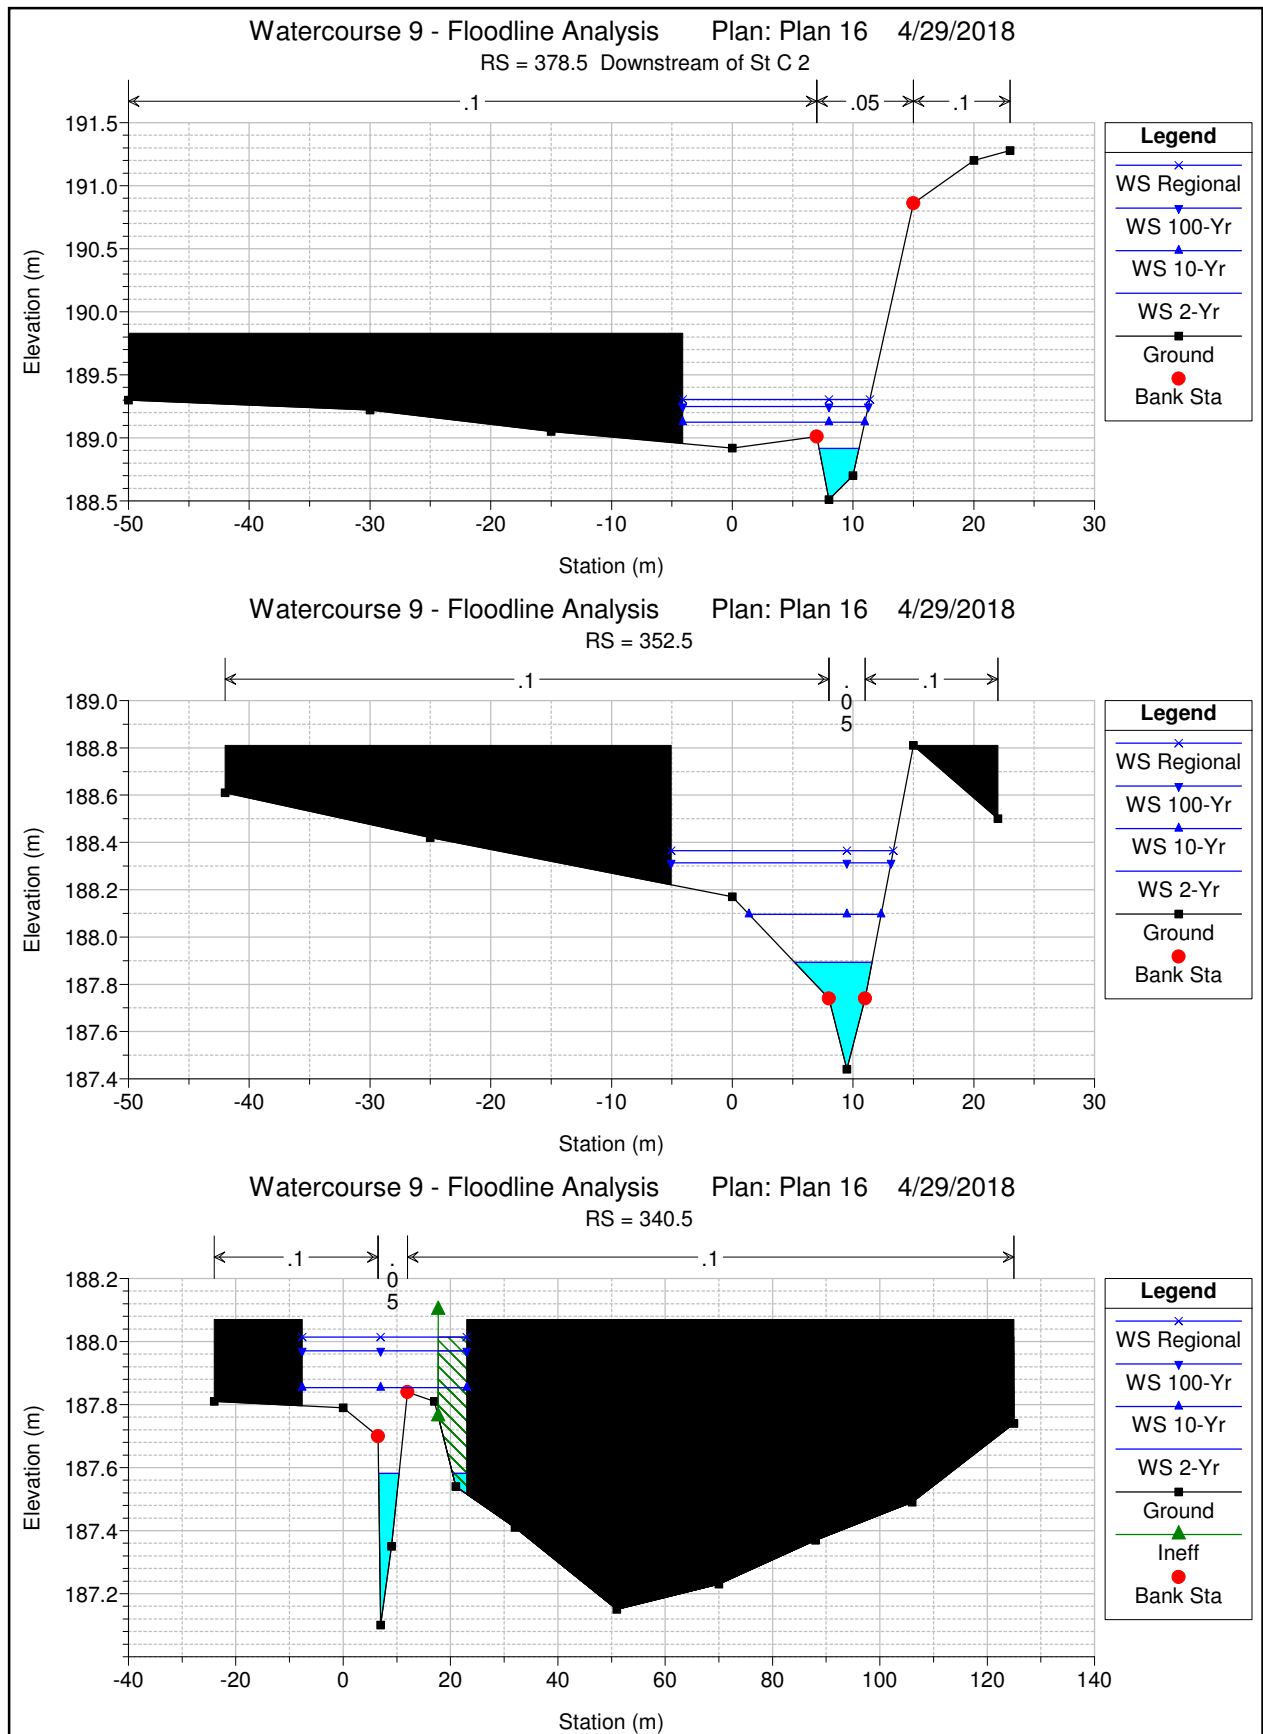 Watercourse 9 - Floodline Analysis Plan: Plan 16 4/29/2018
RS = 378.5 Downstream of St C 2
.1 .05 .1
191.5
191.0
190.5
190.0
189.5
189.0
188.5
Elevation (m)
-50 -40 -30 -20 -10 0 10 20 30
Station (m)
Legend
WS Regional
WS 100-Yr
WS 10-Yr
WS 2-Yr
Ground
Bank Sta
Watercourse 9 - Floodline Analysis Plan: Plan 16 4/29/2018
RS = 352.5
.1 .05 .1
189.0
188.8
188.6
188.4
188.2
188.0
187.8
187.6
187.4
Elevation (m)
-50 -40 -30 -20 -10 0 10 20 30
Station (m)
Legend
WS Regional
WS 100-Yr
WS 10-Yr
WS 2-Yr
Ground
Bank Sta
Watercourse 9 - Floodline Analysis Plan: Plan 16 4/29/2018
RS = 340.5
.1 .05 .1
188.2
188.0
187.8
187.6
187.4
187.2
Elevation (m)
-40 -20 0 20 40 60 80 100 120 140
Station (m)
Legend
WS Regional
WS 100-Yr
WS 10-Yr
WS 2-Yr
Ground
Ineff
Bank Sta